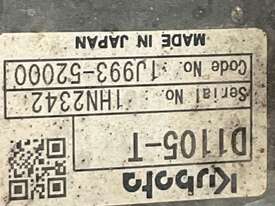 Kubota
D1105-T
Serial No. 1HN2342
Code No. 1J993-52000
MADE IN JAPAN